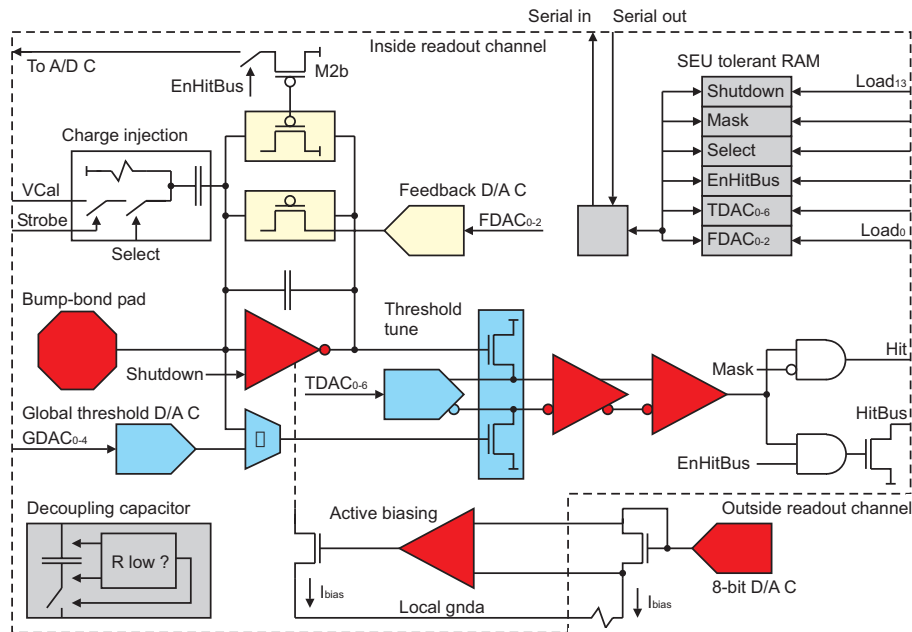 Serial in
Serial out
Inside readout channel
To A/D C
EnHitBus
M2b
SEU tolerant RAM
Shutdown
Load13
Mask
Select
EnHitBus
TDAC0-6
FDAC0-2
Load0
Charge injection
VCal
Strobe
Select
Feedback D/A C
FDAC0-2
Bump-bond pad
Shutdown
Threshold
tune
TDAC0-6
Mask
Hit
HitBus
EnHitBus
Global threshold D/A C
GDAC0-4
Decoupling capacitor
R low ?
Active biasing
Ibias
Local gnda
Ibias
Outside readout channel
8-bit D/A C